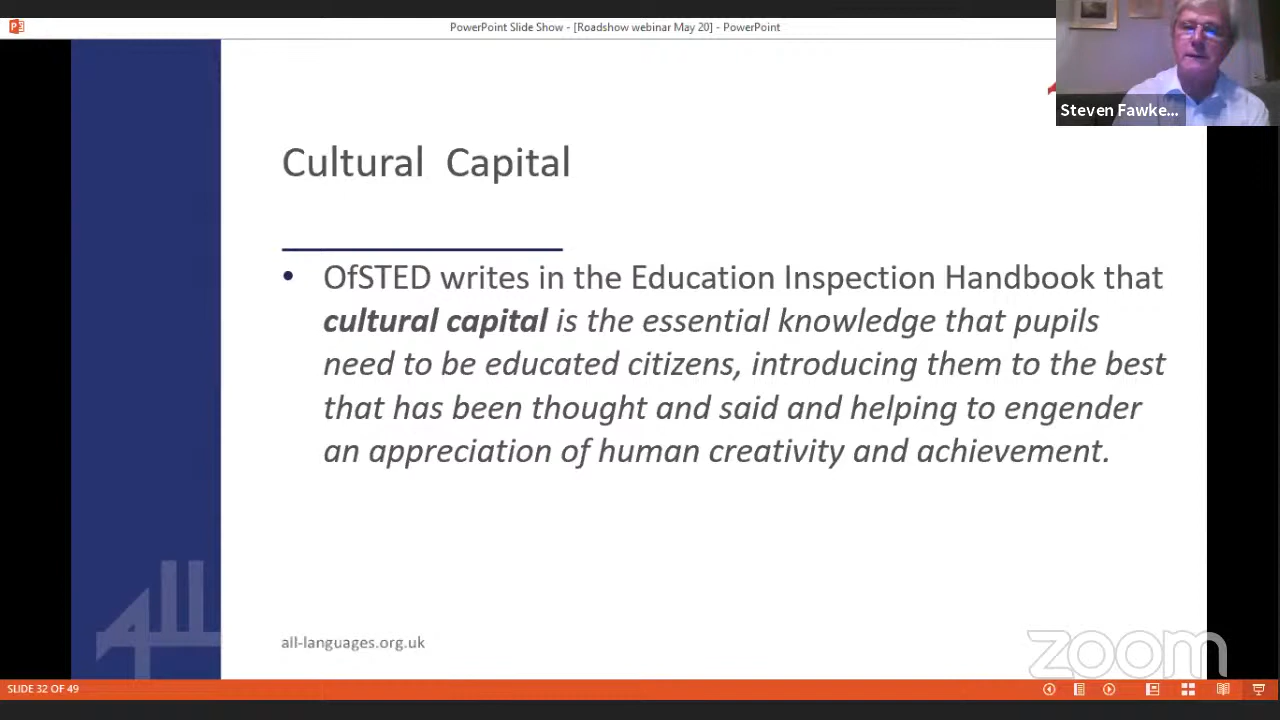 PowerPoint Slide Show - [Roadshow webinar May 20] - PowerPoint
Steven Fawke...
Cultural Capital
• OfSTED writes in the Education Inspection Handbook that
cultural capital is the essential knowledge that pupils
need to be educated citizens, introducing them to the best
that has been thought and said and helping to engender
an appreciation of human creativity and achievement.
all-languages.org.uk
zoom
SLIDE 32 OF 49